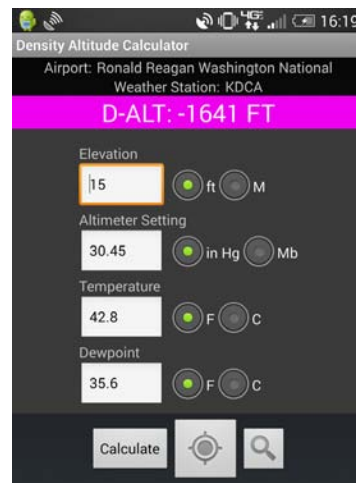 4G 16:19
Density Altitude Calculator
Airport: Ronald Reagan Washington National
Weather Station: KDCA
D-ALT: -1641 FT
Elevation
15 ft M
Altimeter Setting
30.45 in Hg Mb
Temperature
42.8 F C
Dewpoint
35.6 F C
Calculate